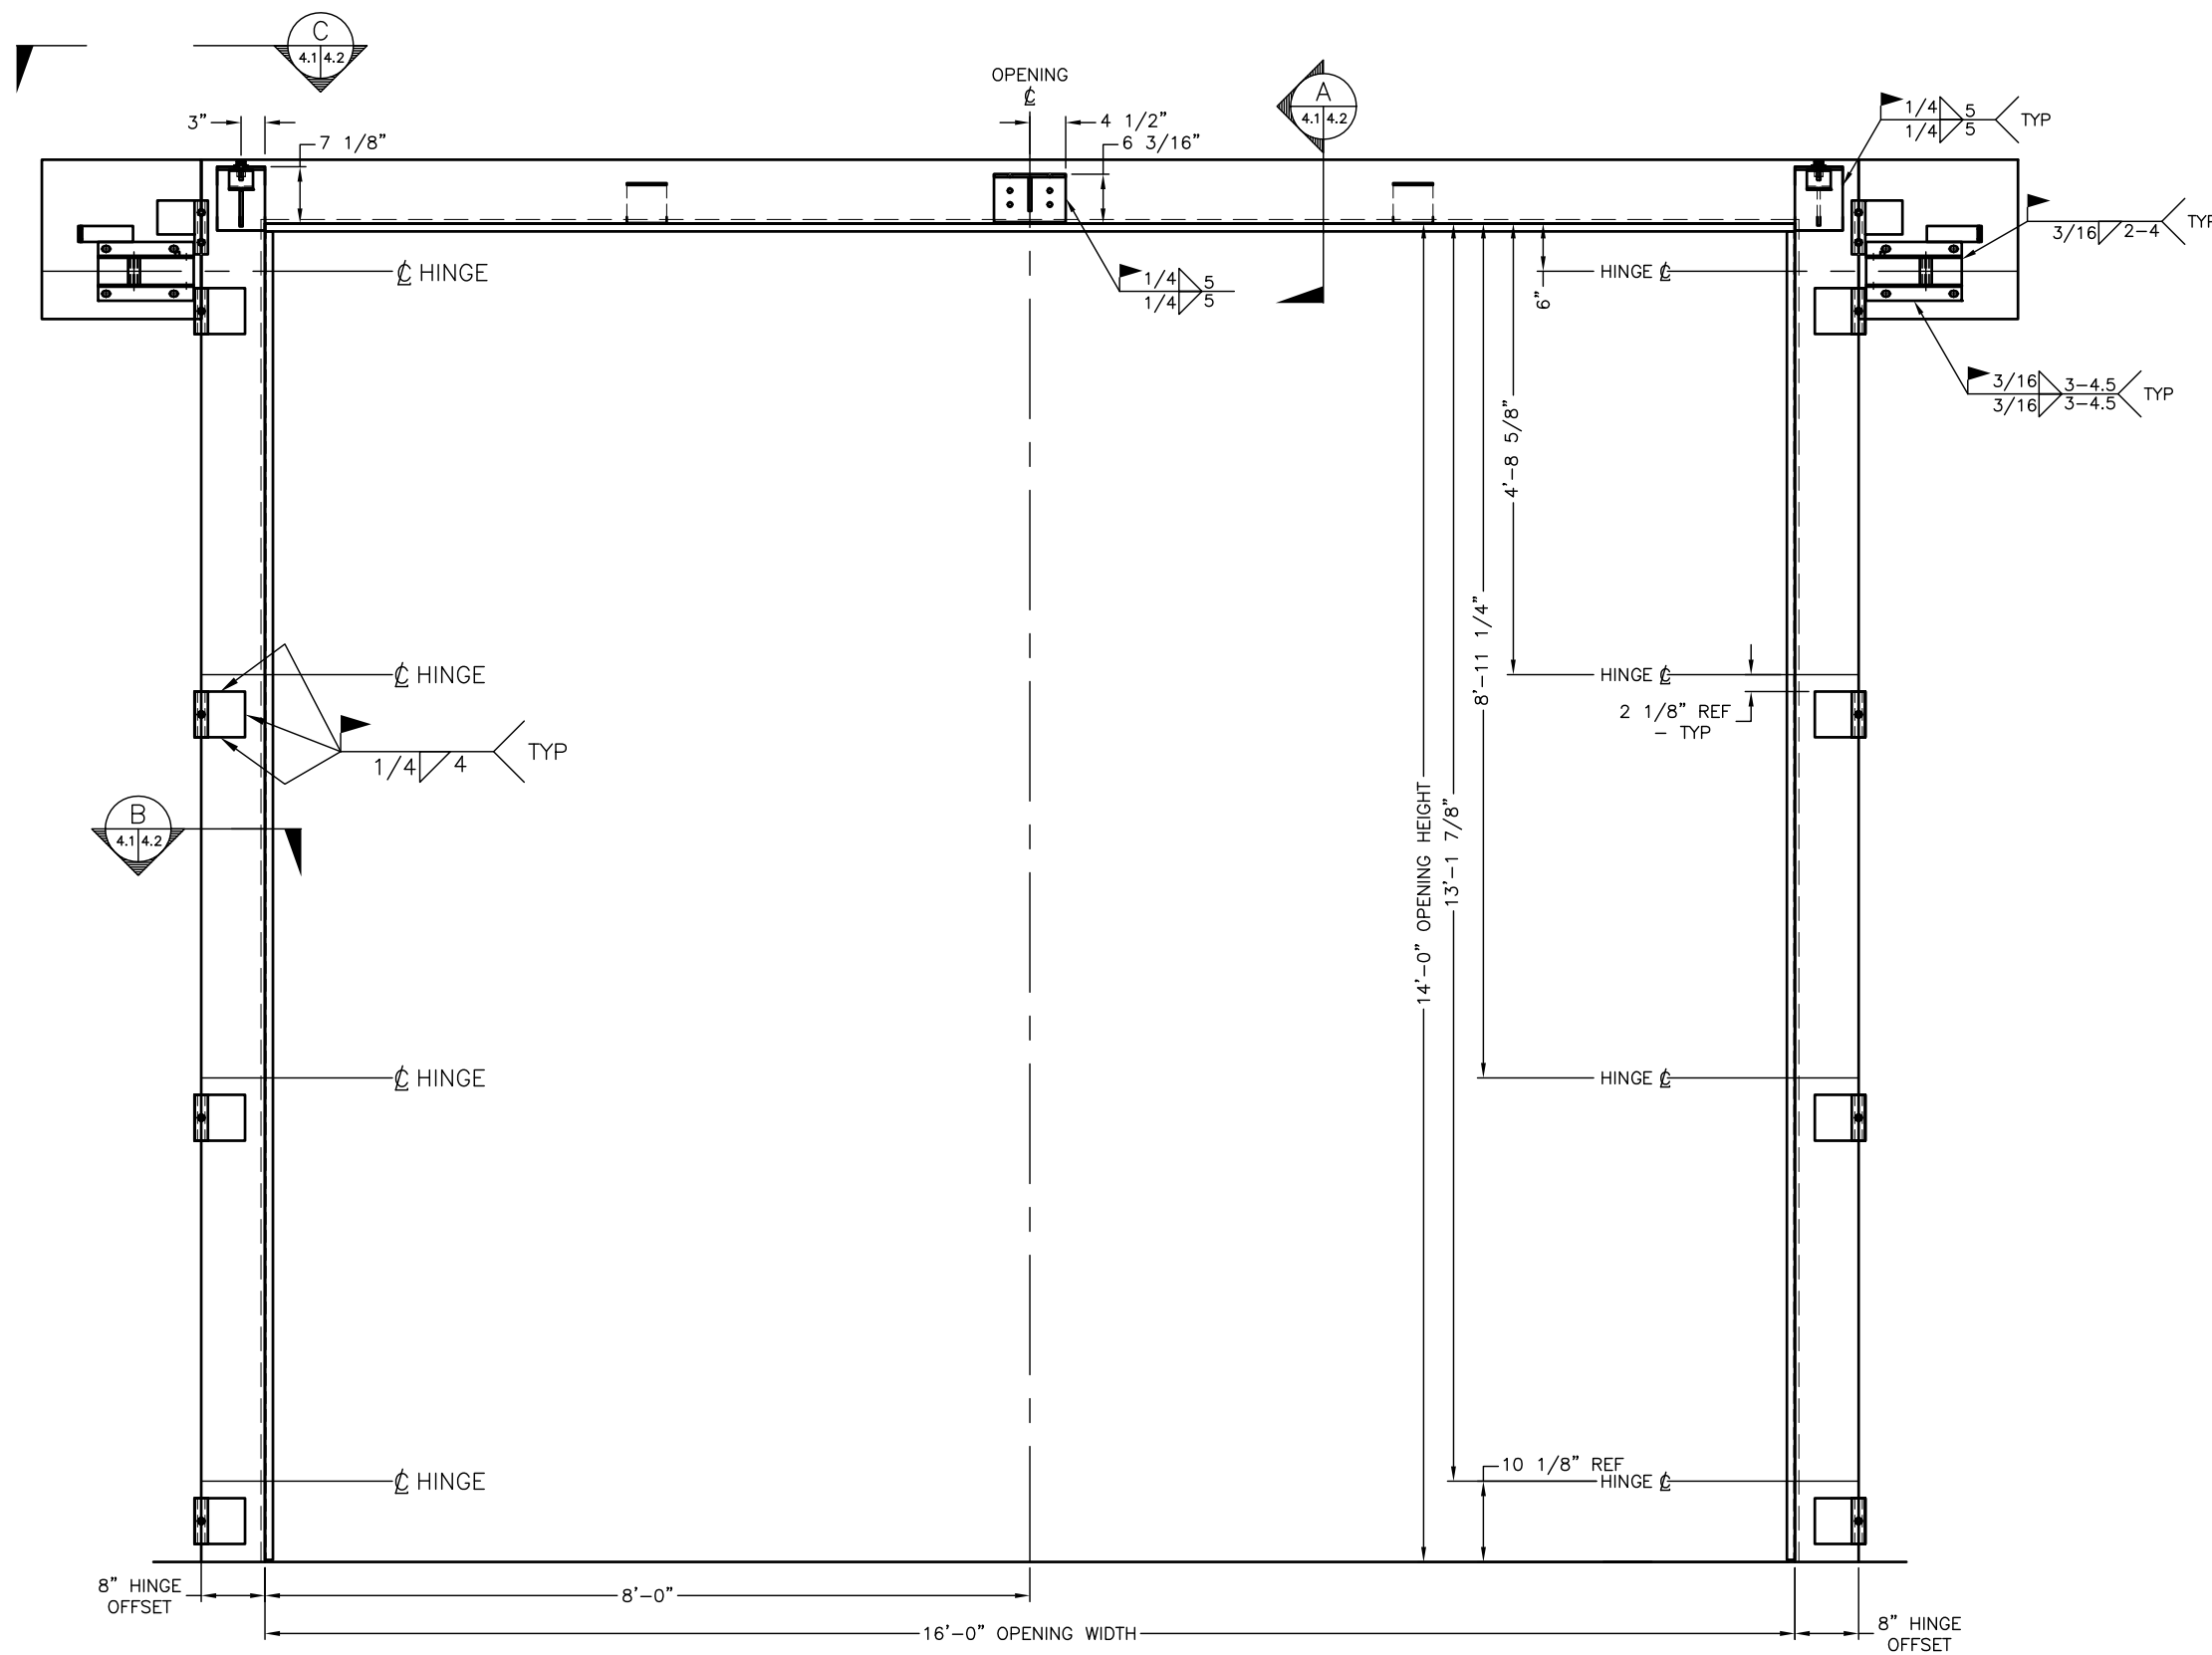 C
4.1 4.2
OPENING
℄
A
4.1 4.2
3"
7 1/8"
4 1/2"
6 3/16"
1/4 5
1/4 5
TYP
3/16 2-4
TYP
℄ HINGE
1/4 5
1/4 5
HINGE ℄
6"
3/16 3-4.5
3/16 3-4.5
TYP
4'-8 5/8"
8'-11 1/4"
℄ HINGE
HINGE ℄
2 1/8" REF
- TYP
1/4 4
TYP
14'-0" OPENING HEIGHT
13'-1 7/8"
B
4.1 4.2
℄ HINGE
HINGE ℄
10 1/8" REF
℄ HINGE
HINGE ℄
8" HINGE
OFFSET
8'-0"
16'-0" OPENING WIDTH
8" HINGE
OFFSET